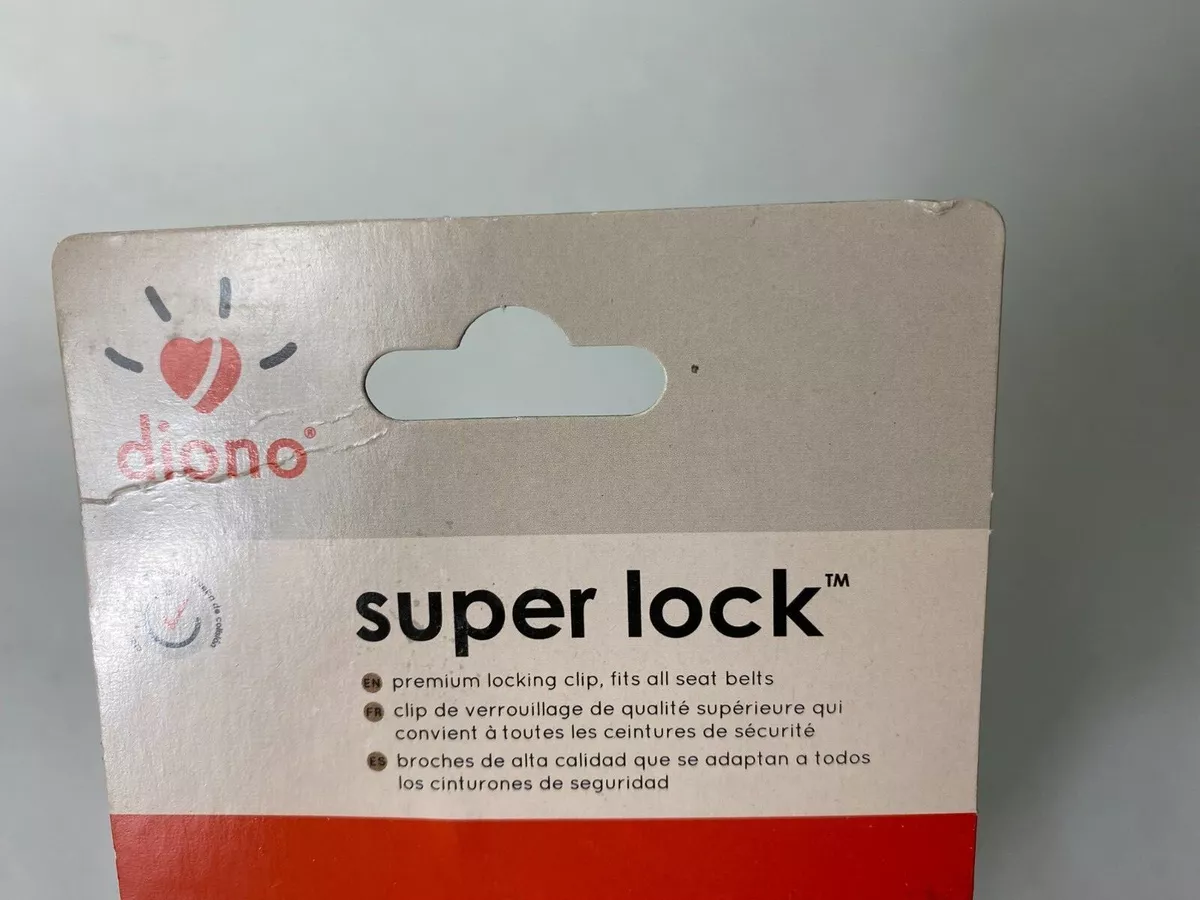 diono®
super lock™
EN premium locking clip, fits all seat belts
FR clip de verrouillage de qualité supérieure qui
convient à toutes les ceintures de sécurité
ES broches de alta calidad que se adaptan a todos
los cinturones de seguridad